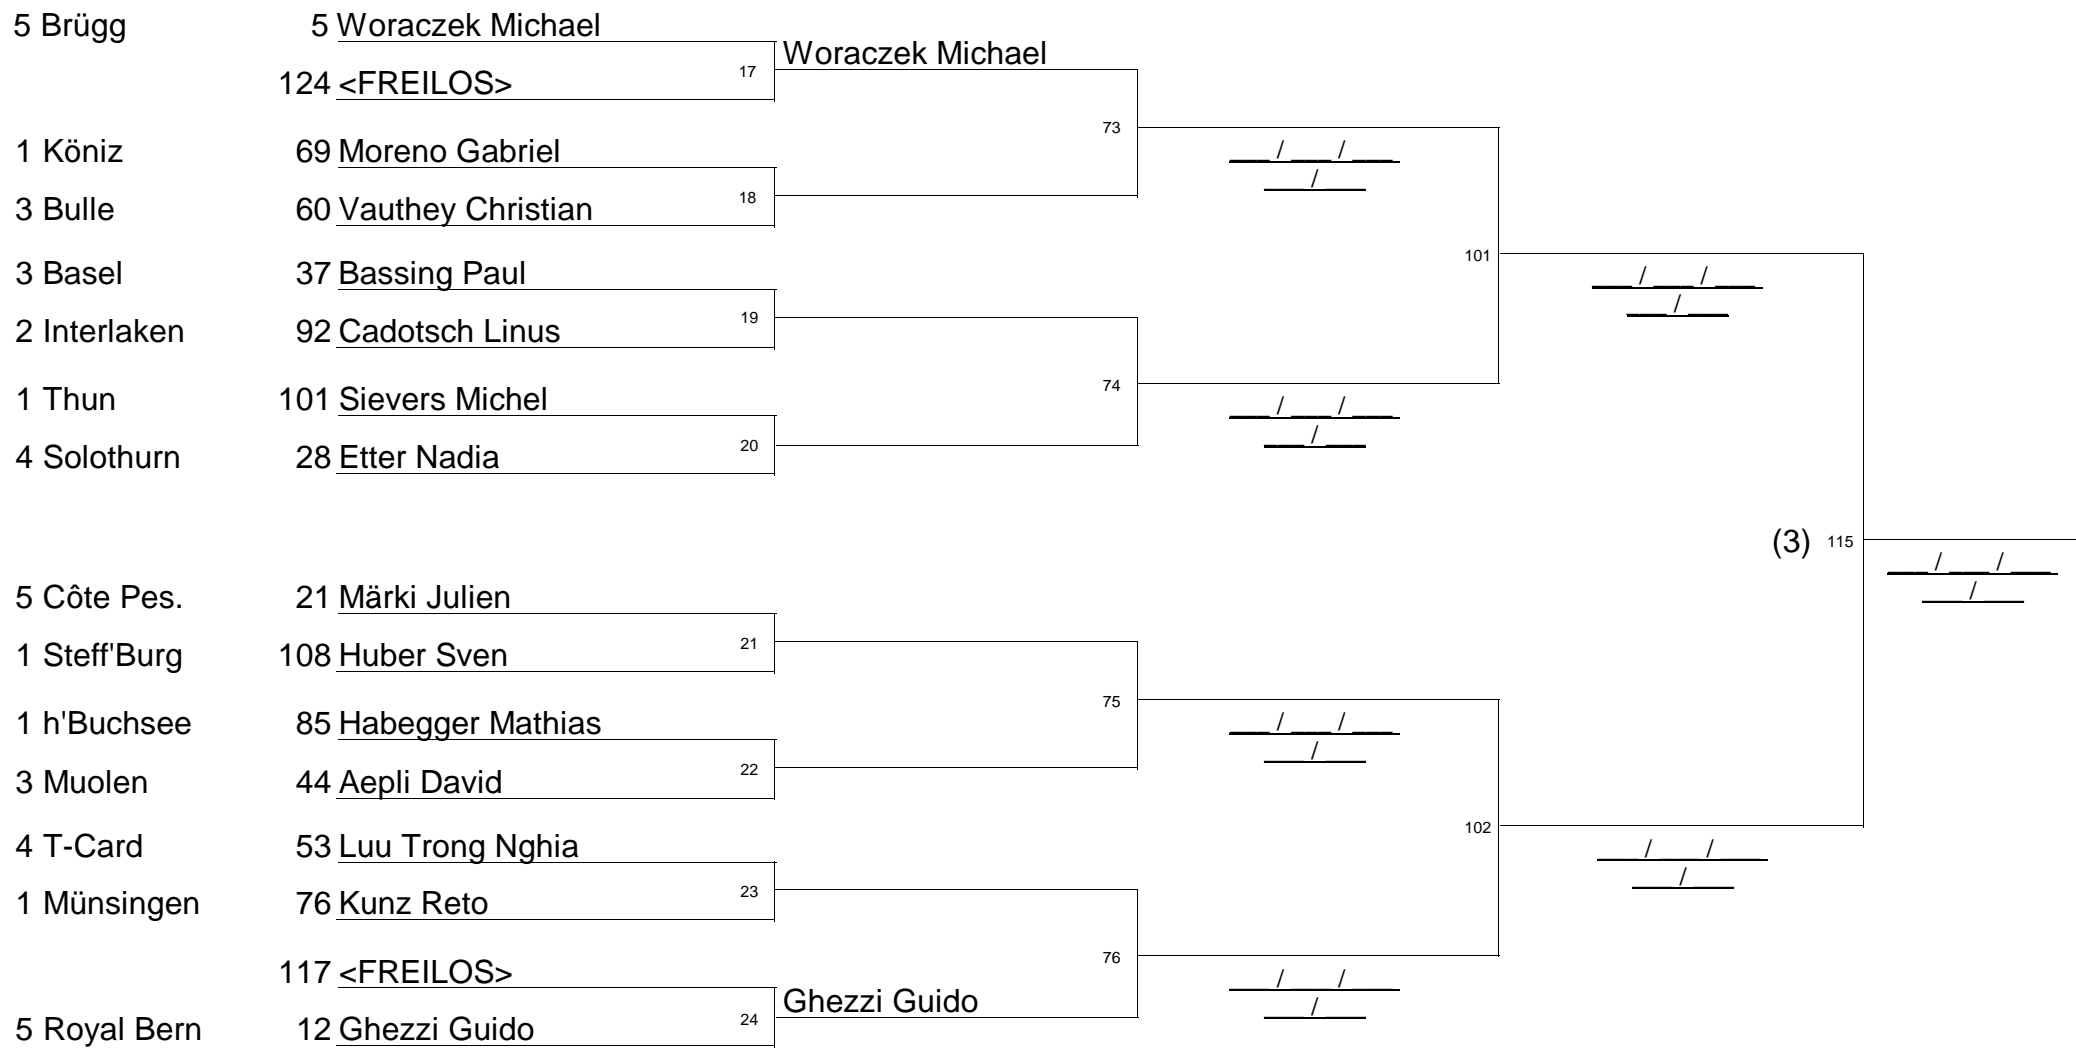 5 Brügg 5 Woraczek Michael
Woraczek Michael
17
124 <FREILOS>
73
1 Köniz 69 Moreno Gabriel
___ / ___ / ___
___ / ___
18
3 Bulle 60 Vauthey Christian
101
3 Basel 37 Bassing Paul
___ / ___ / ___
___ / ___
19
2 Interlaken 92 Cadotsch Linus
74
1 Thun 101 Sievers Michel
___ / ___ / ___
___ / ___
20
4 Solothurn 28 Etter Nadia
(3) 115
___ / ___ / ___
___ / ___
5 Côte Pes. 21 Märki Julien
21
1 Steff'Burg 108 Huber Sven
75
1 h'Buchsee 85 Habegger Mathias
___ / ___ / ___
___ / ___
22
3 Muolen 44 Aepli David
102
4 T-Card 53 Luu Trong Nghia
___ / ___ / ___
___ / ___
23
1 Münsingen 76 Kunz Reto
76
117 <FREILOS>
___ / ___ / ___
___ / ___
Ghezzi Guido
24
5 Royal Bern 12 Ghezzi Guido